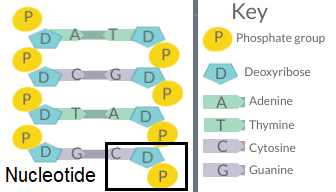 P Key
D A T D P Phosphate group
P P
D C G D D Deoxyribose
P P A Adenine
D T A D T Thymine
P P C Cytosine
Nucleotide D G C D G Guanine
P